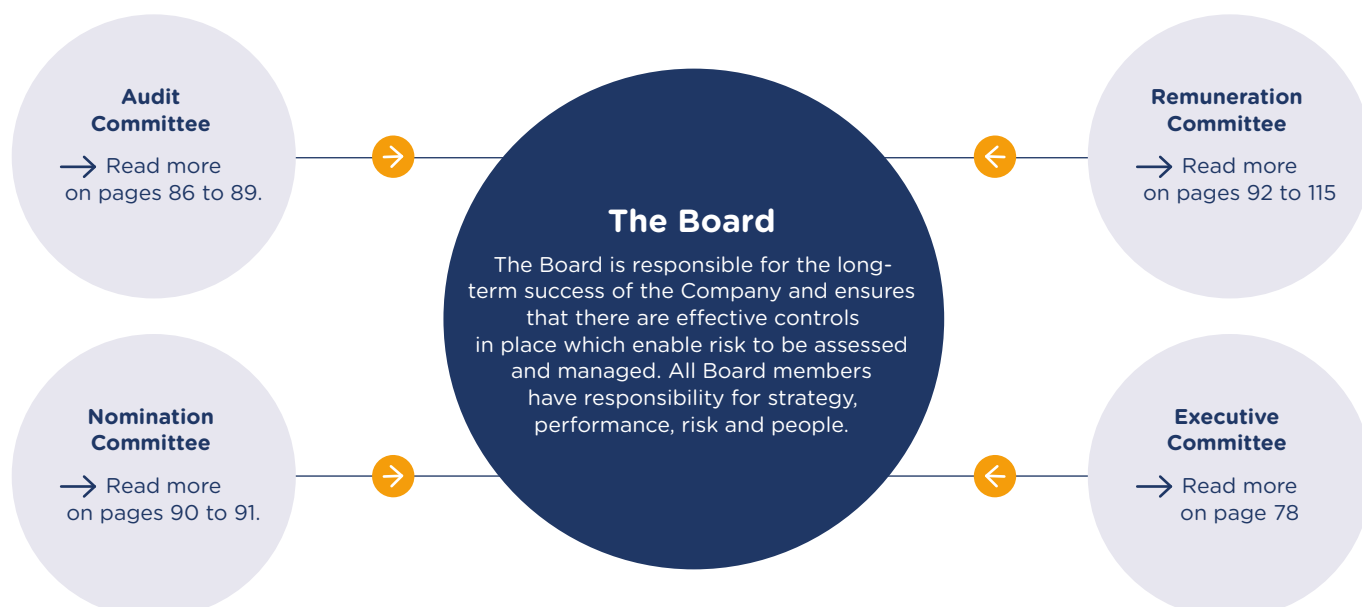 Audit
Committee
→ Read more
on pages 86 to 89.
Nomination
Committee
→ Read more
on pages 90 to 91.
The Board
The Board is responsible for the long-
term success of the Company and ensures
that there are effective controls
in place which enable risk to be assessed
and managed. All Board members
have responsibility for strategy,
performance, risk and people.
Remuneration
Committee
→ Read more
on pages 92 to 115
Executive
Committee
→ Read more
on page 78